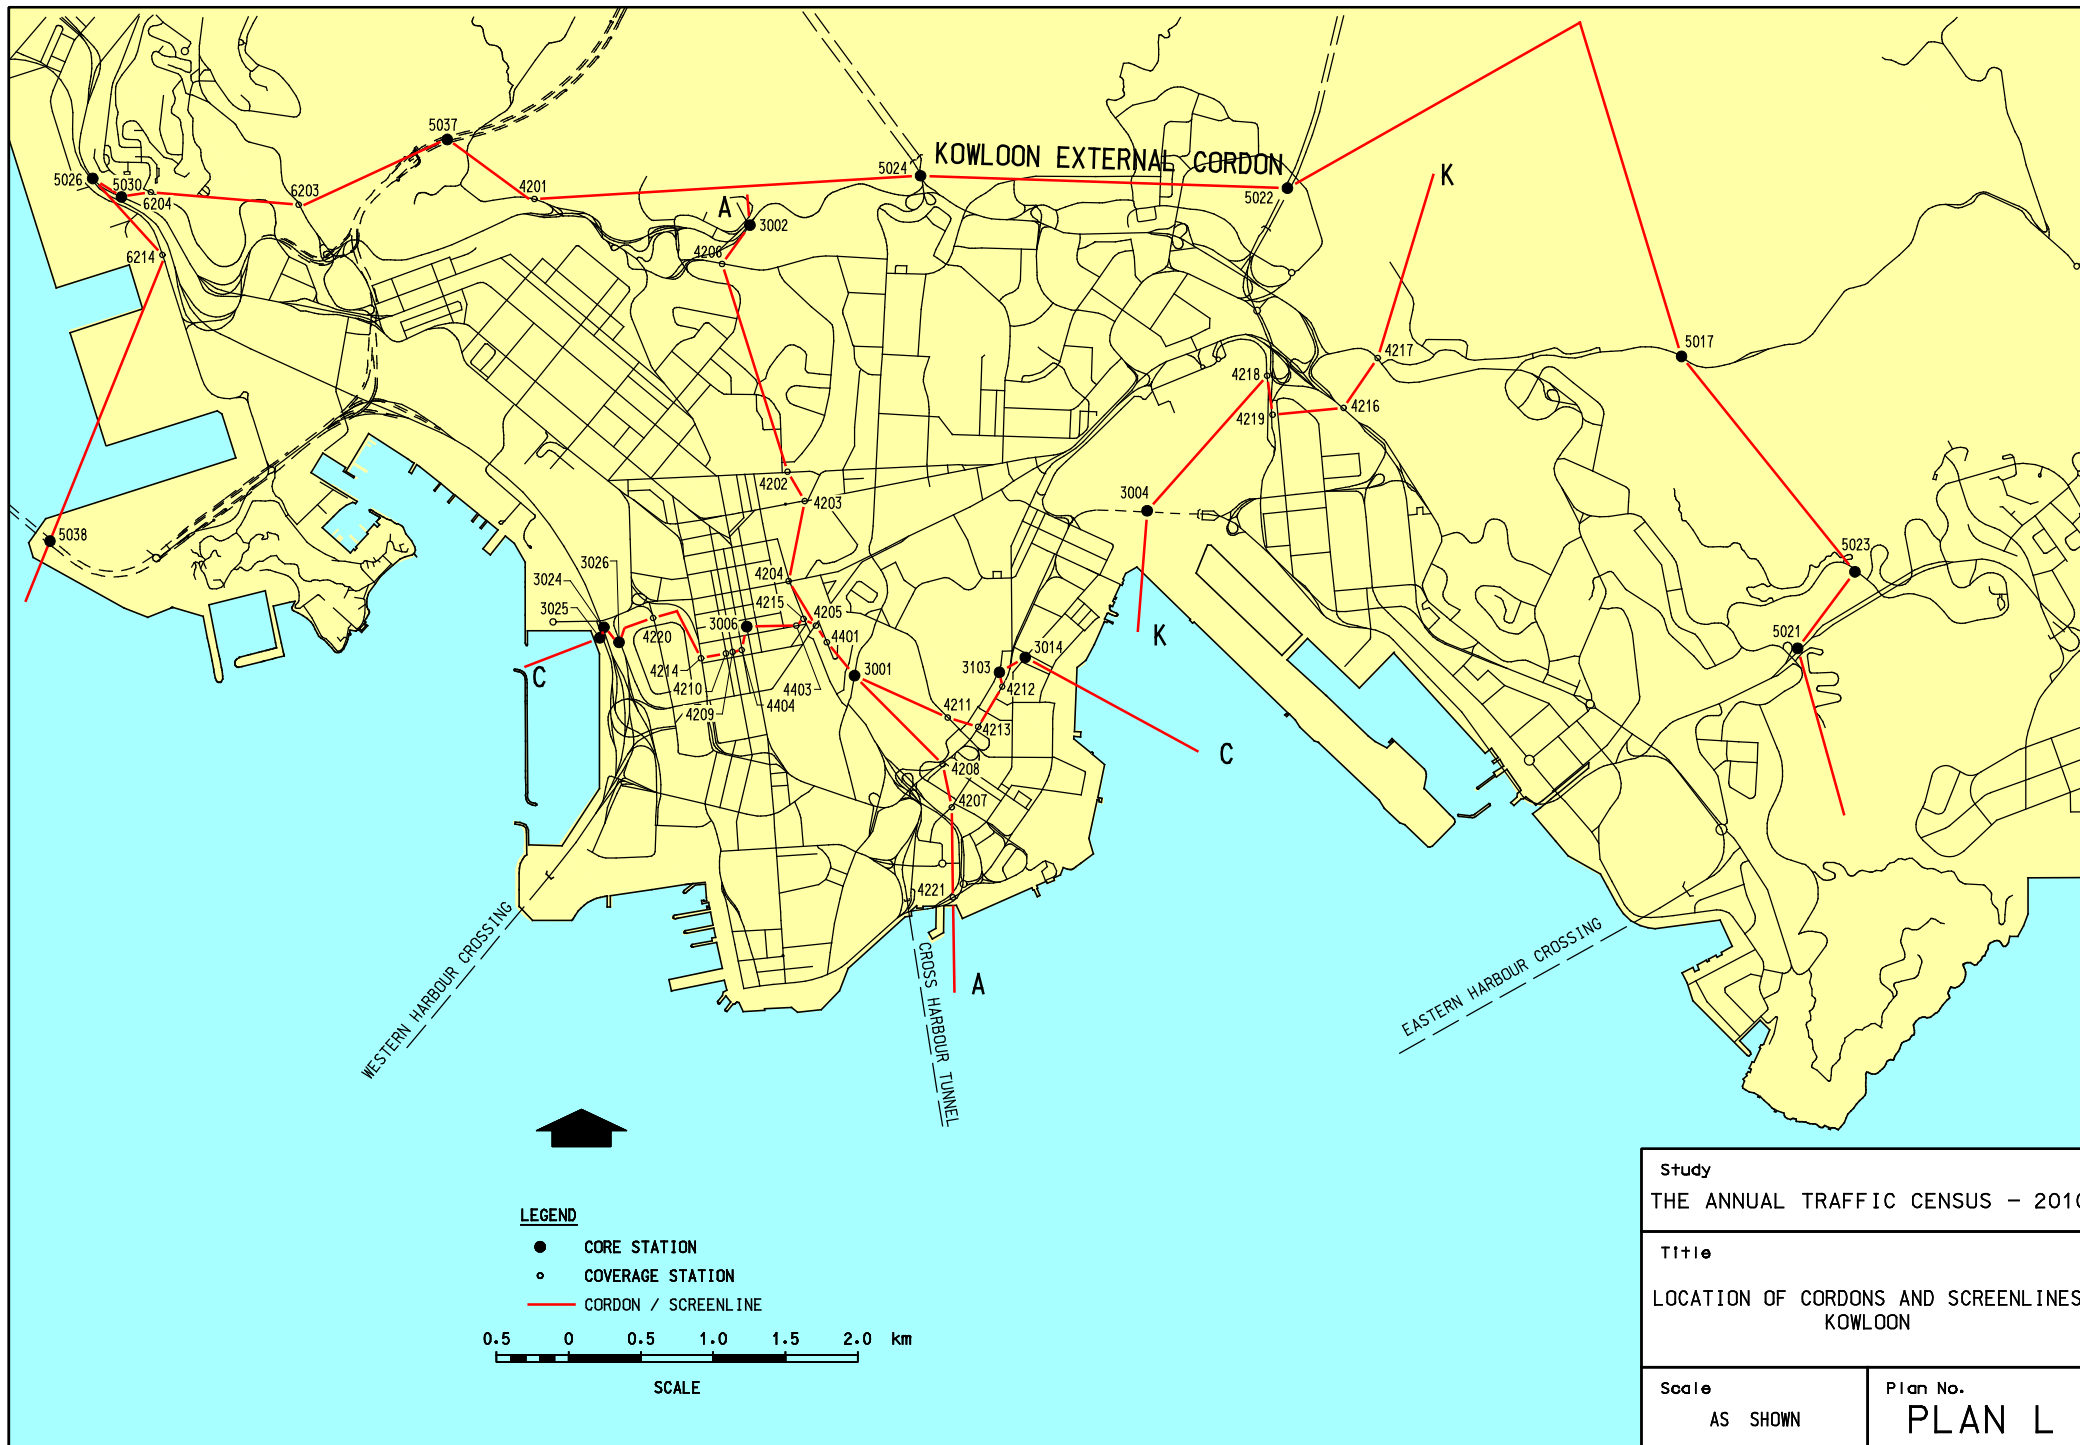 5037
KOWLOON EXTERNAL CORDON
5024
K
5026
5030
6204
6203
4201
5022
A
3002
4206
6214
4217
5017
4218
4219
4216
4202
4203
3004
5038
5023
3026
3024
3025
4204
4215
4205
3006
4401
4220
K
5021
4214
4210
4209
4403
4404
3001
3103
3014
4212
C
4211
4213
C
4208
4207
4221
A
WESTERN HARBOUR CROSSING
CROSS HARBOUR TUNNEL
EASTERN HARBOUR CROSSING
LEGEND
CORE STATION
COVERAGE STATION
CORDON / SCREENLINE
0.5 0 0.5 1.0 1.5 2.0 km
SCALE
Study
THE ANNUAL TRAFFIC CENSUS - 2010
Title
LOCATION OF CORDONS AND SCREENLINES
KOWLOON
Scale
AS SHOWN
Plan No.
PLAN L